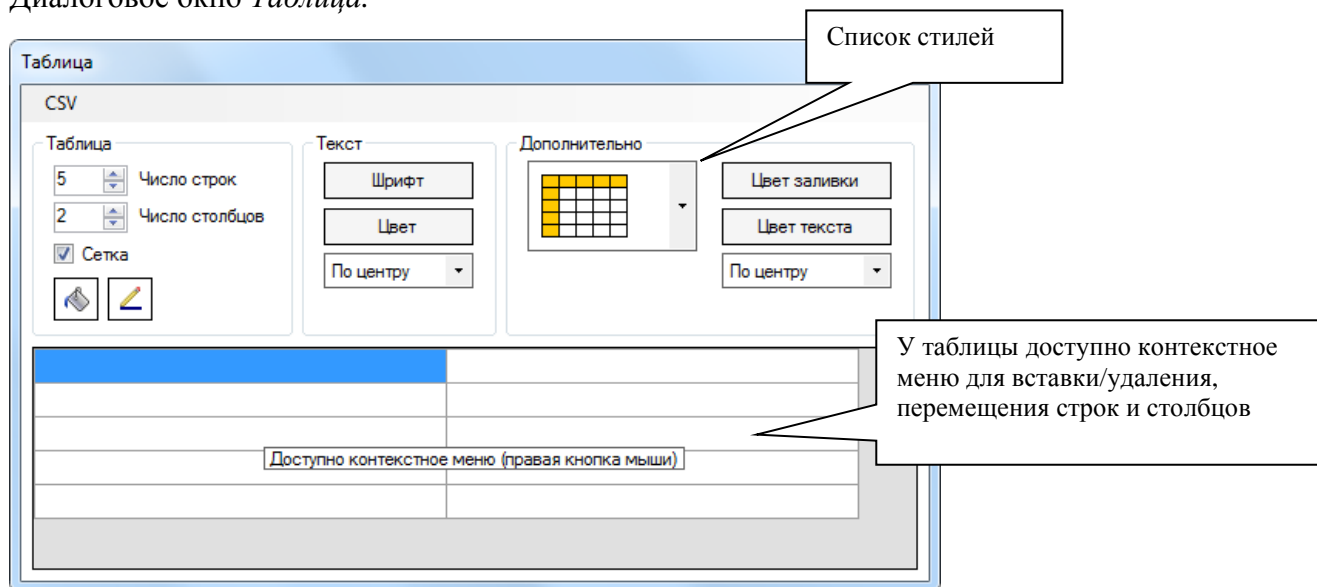 Диалоговое окно Таблица.
Список стилей
Таблица
CSV
Таблица
5 Число строк
2 Число столбцов
Сетка
Текст
Шрифт
Цвет
По центру
Дополнительно
Цвет заливки
Цвет текста
По центру
У таблицы доступно контекстное
меню для вставки/удаления,
перемещения строк и столбцов
Доступно контекстное меню (правая кнопка мыши)